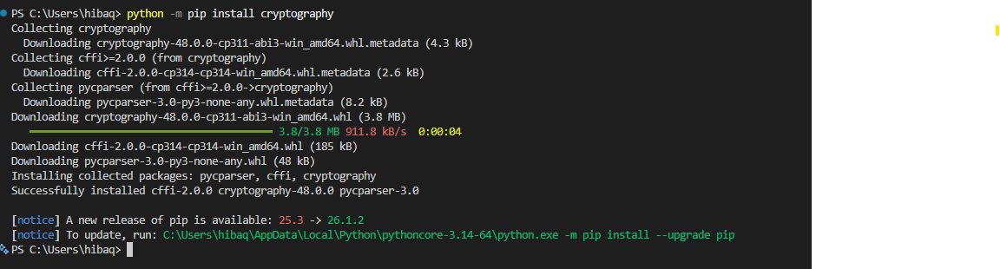 PS C:\Users\hibaq> python -m pip install cryptography
Collecting cryptography
  Downloading cryptography-48.0.0-cp311-abi3-win_amd64.whl.metadata (4.3 kB)
Collecting cffi>=2.0.0 (from cryptography)
  Downloading cffi-2.0.0-cp314-cp314-win_amd64.whl.metadata (2.6 kB)
Collecting pycparser (from cffi>=2.0.0->cryptography)
  Downloading pycparser-3.0-py3-none-any.whl.metadata (8.2 kB)
Downloading cryptography-48.0.0-cp311-abi3-win_amd64.whl (3.8 MB)
3.8/3.8 MB 911.8 kB/s  0:00:04
Downloading cffi-2.0.0-cp314-cp314-win_amd64.whl (185 kB)
Downloading pycparser-3.0-py3-none-any.whl (48 kB)
Installing collected packages: pycparser, cffi, cryptography
Successfully installed cffi-2.0.0 cryptography-48.0.0 pycparser-3.0
[notice] A new release of pip is available: 25.3 -> 26.1.2
[notice] To update, run: C:\Users\hibaq\AppData\Local\Python\pythoncore-3.14-64\python.exe -m pip install --upgrade pip
PS C:\Users\hibaq>